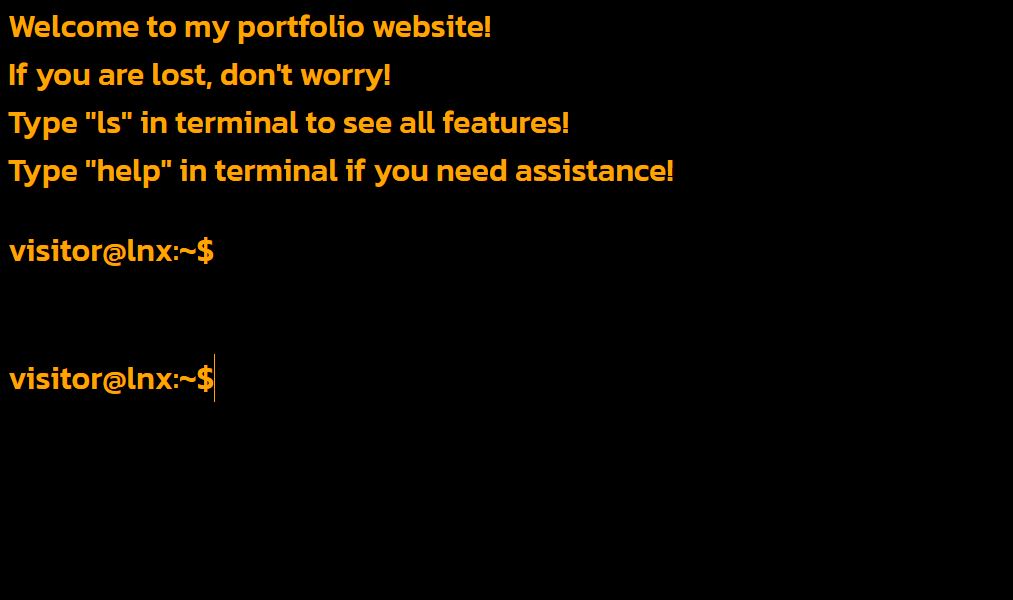 Welcome to my portfolio website!
If you are lost, don't worry!
Type "ls" in terminal to see all features!
Type "help" in terminal if you need assistance!
visitor@lnx:~$
visitor@lnx:~$